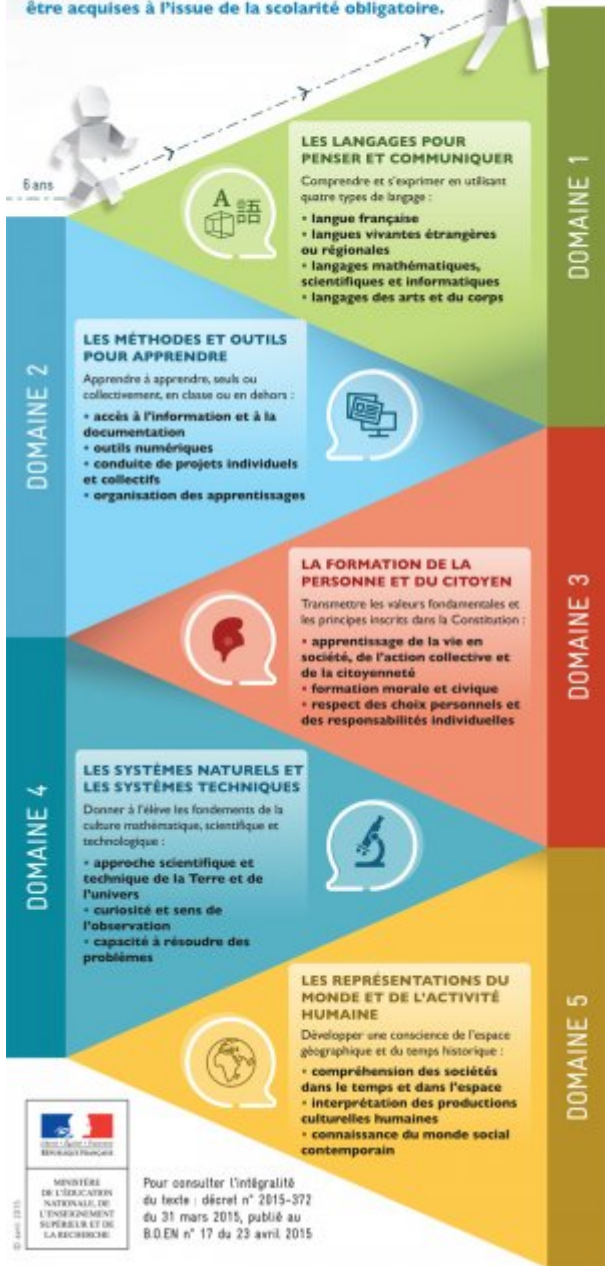 être acquises à l'issue de la scolarité obligatoire.
6 ans
DOMAINE 1
LES LANGAGES POUR
PENSER ET COMMUNIQUER
Comprendre et s'exprimer en utilisant
quatre types de langage :
• langue française
• langues vivantes étrangères
ou régionales
• langages mathématiques,
scientifiques et informatiques
• langages des arts et du corps
A 語
DOMAINE 2
LES MÉTHODES ET OUTILS
POUR APPRENDRE
Apprendre à apprendre, seuls ou
collectivement, en classe ou en dehors :
• accès à l'information et à la
documentation
• outils numériques
• conduite de projets individuels
et collectifs
• organisation des apprentissages
DOMAINE 3
LA FORMATION DE LA
PERSONNE ET DU CITOYEN
Transmettre les valeurs fondamentales et
les principes inscrits dans la Constitution :
• apprentissage de la vie en
société, de l'action collective et
de la citoyenneté
• formation morale et civique
• respect des choix personnels et
des responsabilités individuelles
DOMAINE 4
LES SYSTÈMES NATURELS ET
LES SYSTÈMES TECHNIQUES
Donner à l'élève les fondements de la
culture mathématique, scientifique et
technologique :
• approche scientifique et
technique de la Terre et de
l'univers
• curiosité et sens de
l'observation
• capacité à résoudre des
problèmes
DOMAINE 5
LES REPRÉSENTATIONS DU
MONDE ET DE L'ACTIVITÉ
HUMAINE
Développer une conscience de l'espace
géographique et du temps historique :
• compréhension des sociétés
dans le temps et dans l'espace
• interprétation des productions
culturelles humaines
• connaissance du monde social
contemporain
Liberté • Égalité • Fraternité
RÉPUBLIQUE FRANÇAISE
MINISTÈRE
DE L'ÉDUCATION
NATIONALE, DE
L'ENSEIGNEMENT
SUPÉRIEUR ET DE
LA RECHERCHE
© avril 2015
Pour consulter l'intégralité
du texte : décret n° 2015-372
du 31 mars 2015, publié au
B.O.EN n° 17 du 23 avril 2015